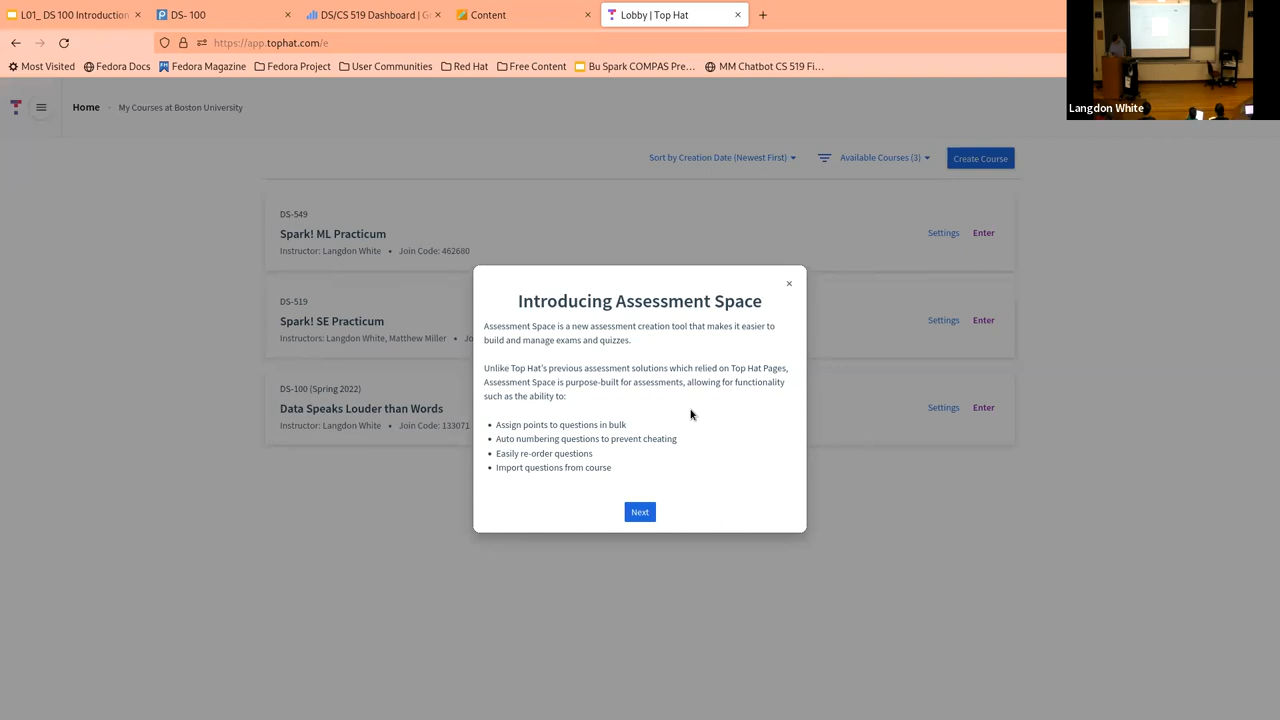 L01_ DS 100 Introduction
DS- 100
DS/CS 519 Dashboard | G
Content
Lobby | Top Hat
https://app.tophat.com/e
Most Visited
Fedora Docs
Fedora Magazine
Fedora Project
User Communities
Red Hat
Free Content
Bu Spark COMPAS Pre…
MM Chatbot CS 519 Fi…
Langdon White
Home
My Courses at Boston University
Sort by Creation Date (Newest First)
Available Courses (3)
Create Course
DS-549
Spark! ML Practicum
Instructor: Langdon White • Join Code: 462680
Settings
Enter
DS-519
Spark! SE Practicum
Instructors: Langdon White, Matthew Miller • Jo
Settings
Enter
DS-100 (Spring 2022)
Data Speaks Louder than Words
Instructor: Langdon White • Join Code: 133071
Settings
Enter
Introducing Assessment Space
Assessment Space is a new assessment creation tool that makes it easier to
build and manage exams and quizzes.
Unlike Top Hat's previous assessment solutions which relied on Top Hat Pages,
Assessment Space is purpose-built for assessments, allowing for functionality
such as the ability to:
• Assign points to questions in bulk
• Auto numbering questions to prevent cheating
• Easily re-order questions
• Import questions from course
Next